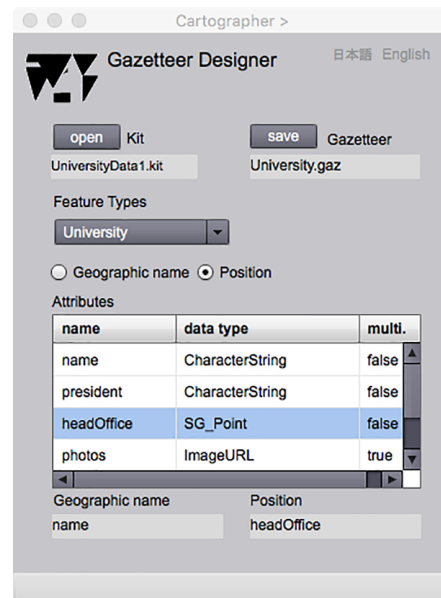 Cartographer >
Gazetteer Designer
日本語 English
open Kit save Gazetteer
UniversityData1.kit University.gaz
Feature Types
University
Geographic name Position
Attributes
name data type multi.
name CharacterString false
president CharacterString false
headOffice SG_Point false
photos ImageURL true
Geographic name Position
name headOffice